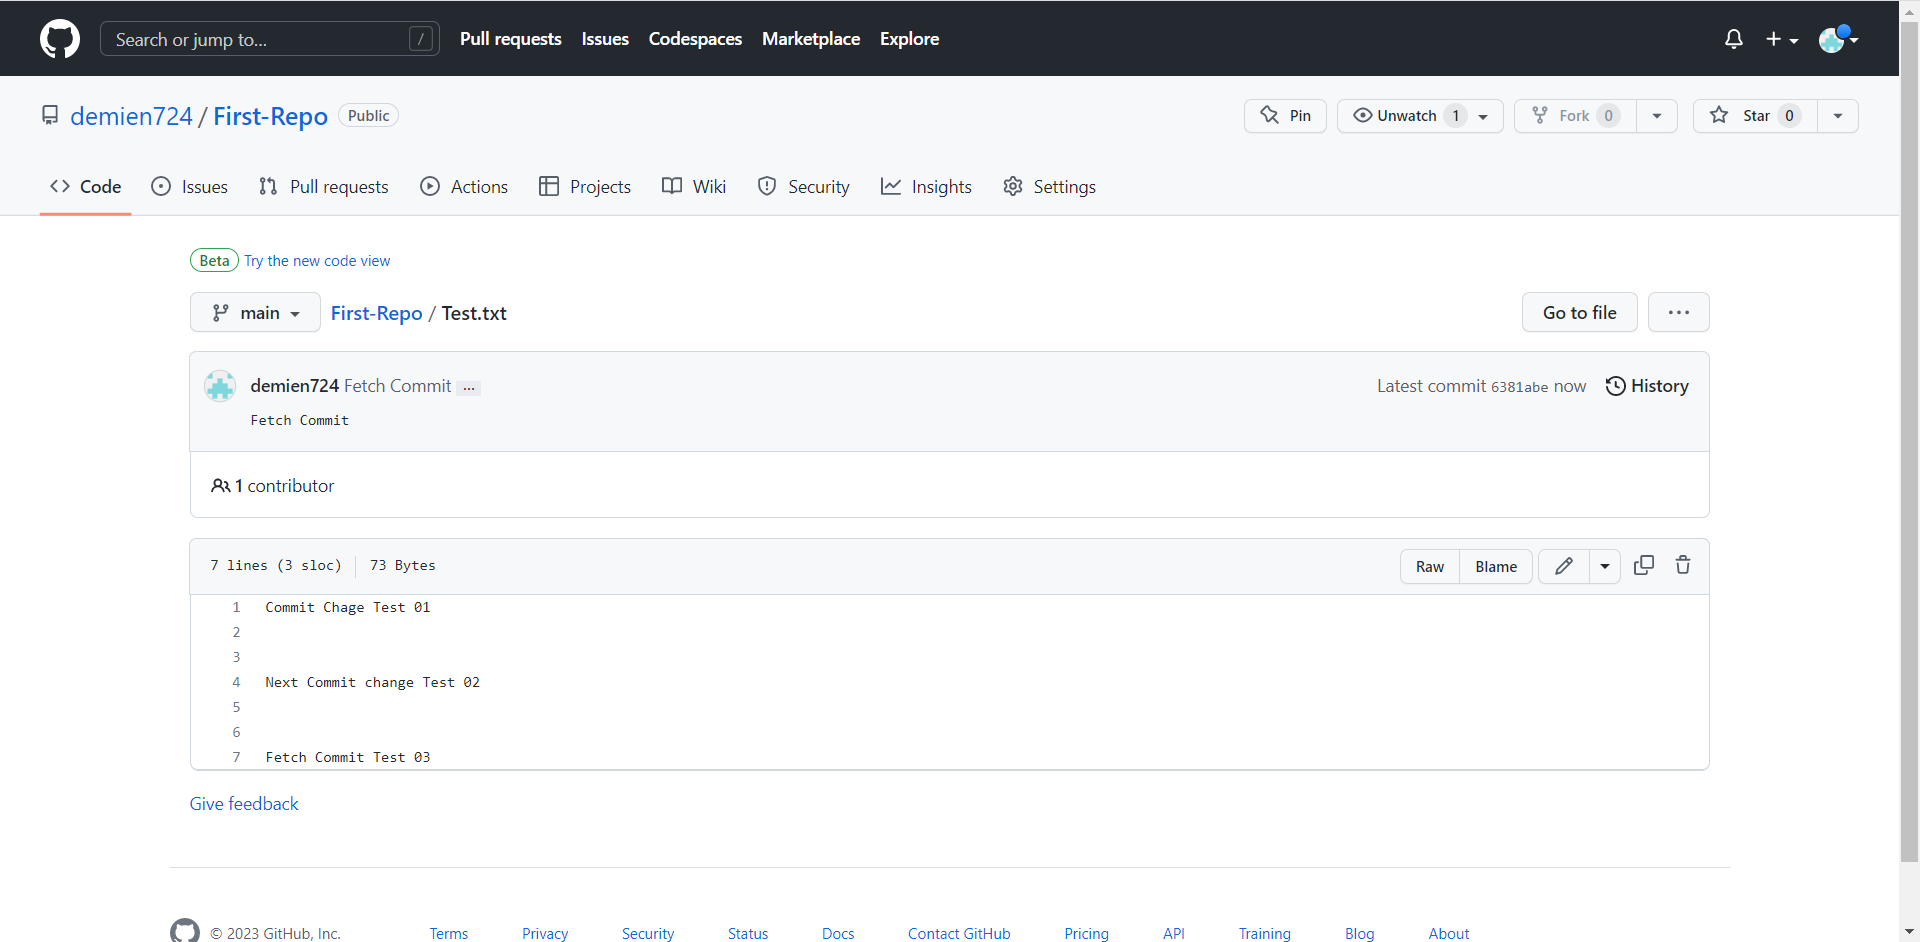 Search or jump to... /
Pull requests Issues Codespaces Marketplace Explore
demien724 / First-Repo Public
Pin Unwatch 1 Fork 0 Star 0
Code Issues Pull requests Actions Projects Wiki Security Insights Settings
Beta Try the new code view
main First-Repo / Test.txt Go to file ...
demien724 Fetch Commit ... Latest commit 6381abe now History
Fetch Commit
1 contributor
7 lines (3 sloc) 73 Bytes Raw Blame
1 Commit Chage Test 01
2
3
4 Next Commit change Test 02
5
6
7 Fetch Commit Test 03
Give feedback
© 2023 GitHub, Inc. Terms Privacy Security Status Docs Contact GitHub Pricing API Training Blog About